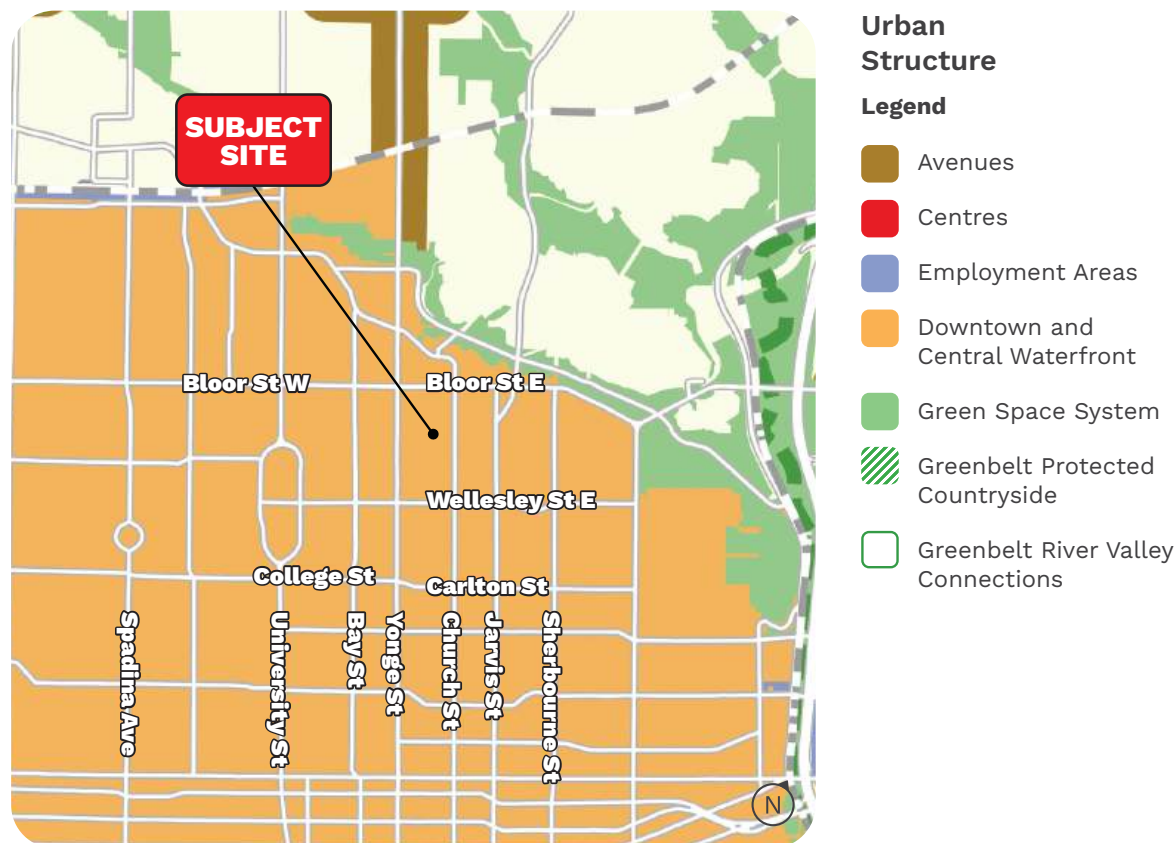 SUBJECT
SITE
Bloor St W
Bloor St E
Wellesley St E
College St
Carlton St
Spadina Ave
University St
Bay St
Yonge St
Church St
Jarvis St
Sherbourne St
N
Urban
Structure
Legend
Avenues
Centres
Employment Areas
Downtown and
Central Waterfront
Green Space System
Greenbelt Protected
Countryside
Greenbelt River Valley
Connections